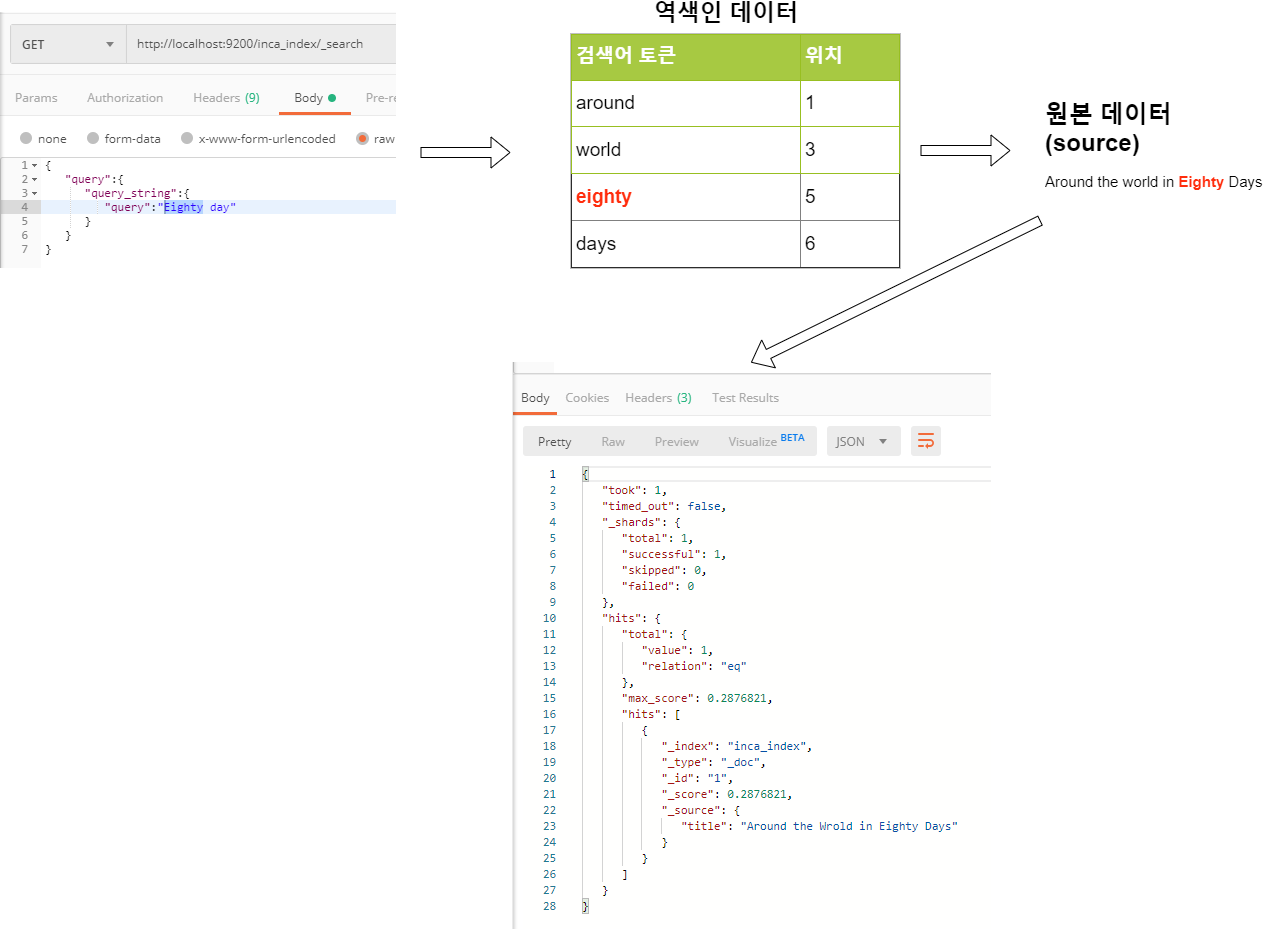 GET
http://localhost:9200/inca_index/_search
Params Authorization Headers (9) Body Pre-re
none form-data x-www-form-urlencoded raw
1 {
2 "query":{
3 "query_string":{
4 "query":"Eighty day"
5 }
6 }
7 }
역색인 데이터
검색어 토큰 위치
around 1
world 3
eighty 5
days 6
원본 데이터
(source)
Around the world in Eighty Days
Body Cookies Headers (3) Test Results
Pretty Raw Preview Visualize BETA JSON
1 {
2 "took": 1,
3 "timed_out": false,
4 "_shards": {
5 "total": 1,
6 "successful": 1,
7 "skipped": 0,
8 "failed": 0
9 },
10 "hits": {
11 "total": {
12 "value": 1,
13 "relation": "eq"
14 },
15 "max_score": 0.2876821,
16 "hits": [
17 {
18 "_index": "inca_index",
19 "_type": "_doc",
20 "_id": "1",
21 "_score": 0.2876821,
22 "_source": {
23 "title": "Around the Wrold in Eighty Days"
24 }
25 }
26 ]
27 }
28 }